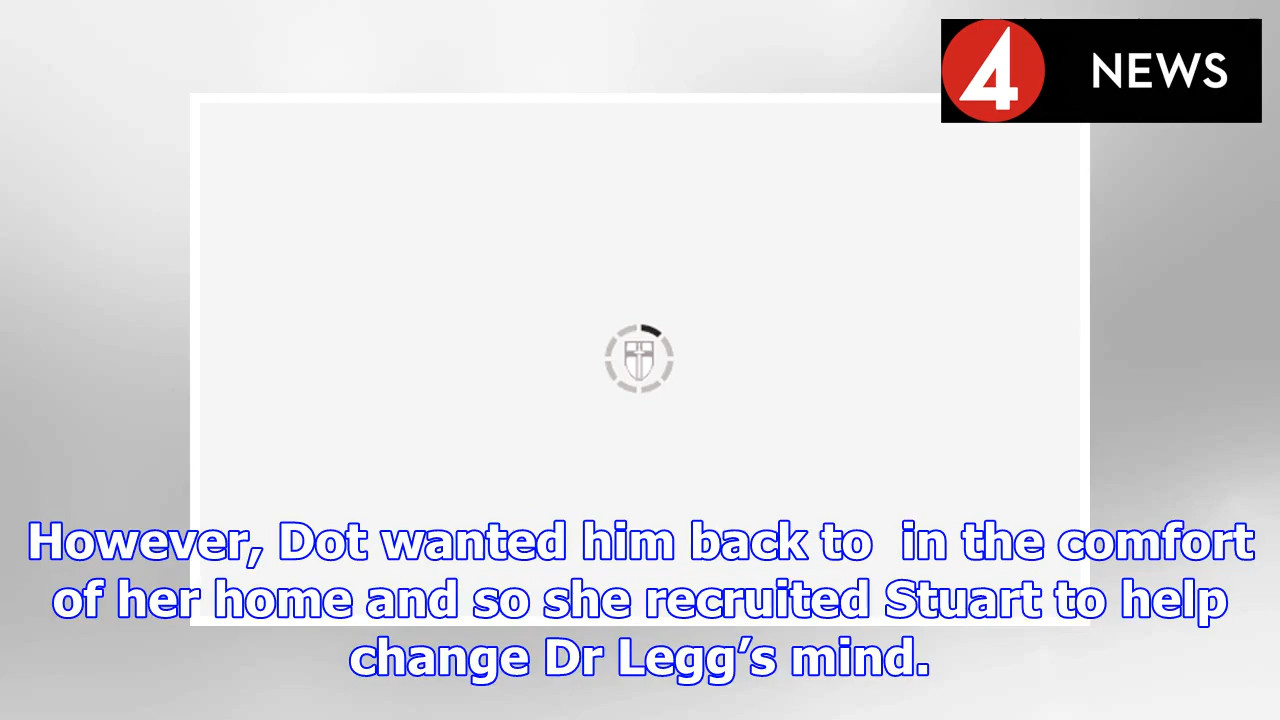 4 NEWS
However, Dot wanted him back to  in the comfort
of her home and so she recruited Stuart to help
change Dr Legg’s mind.